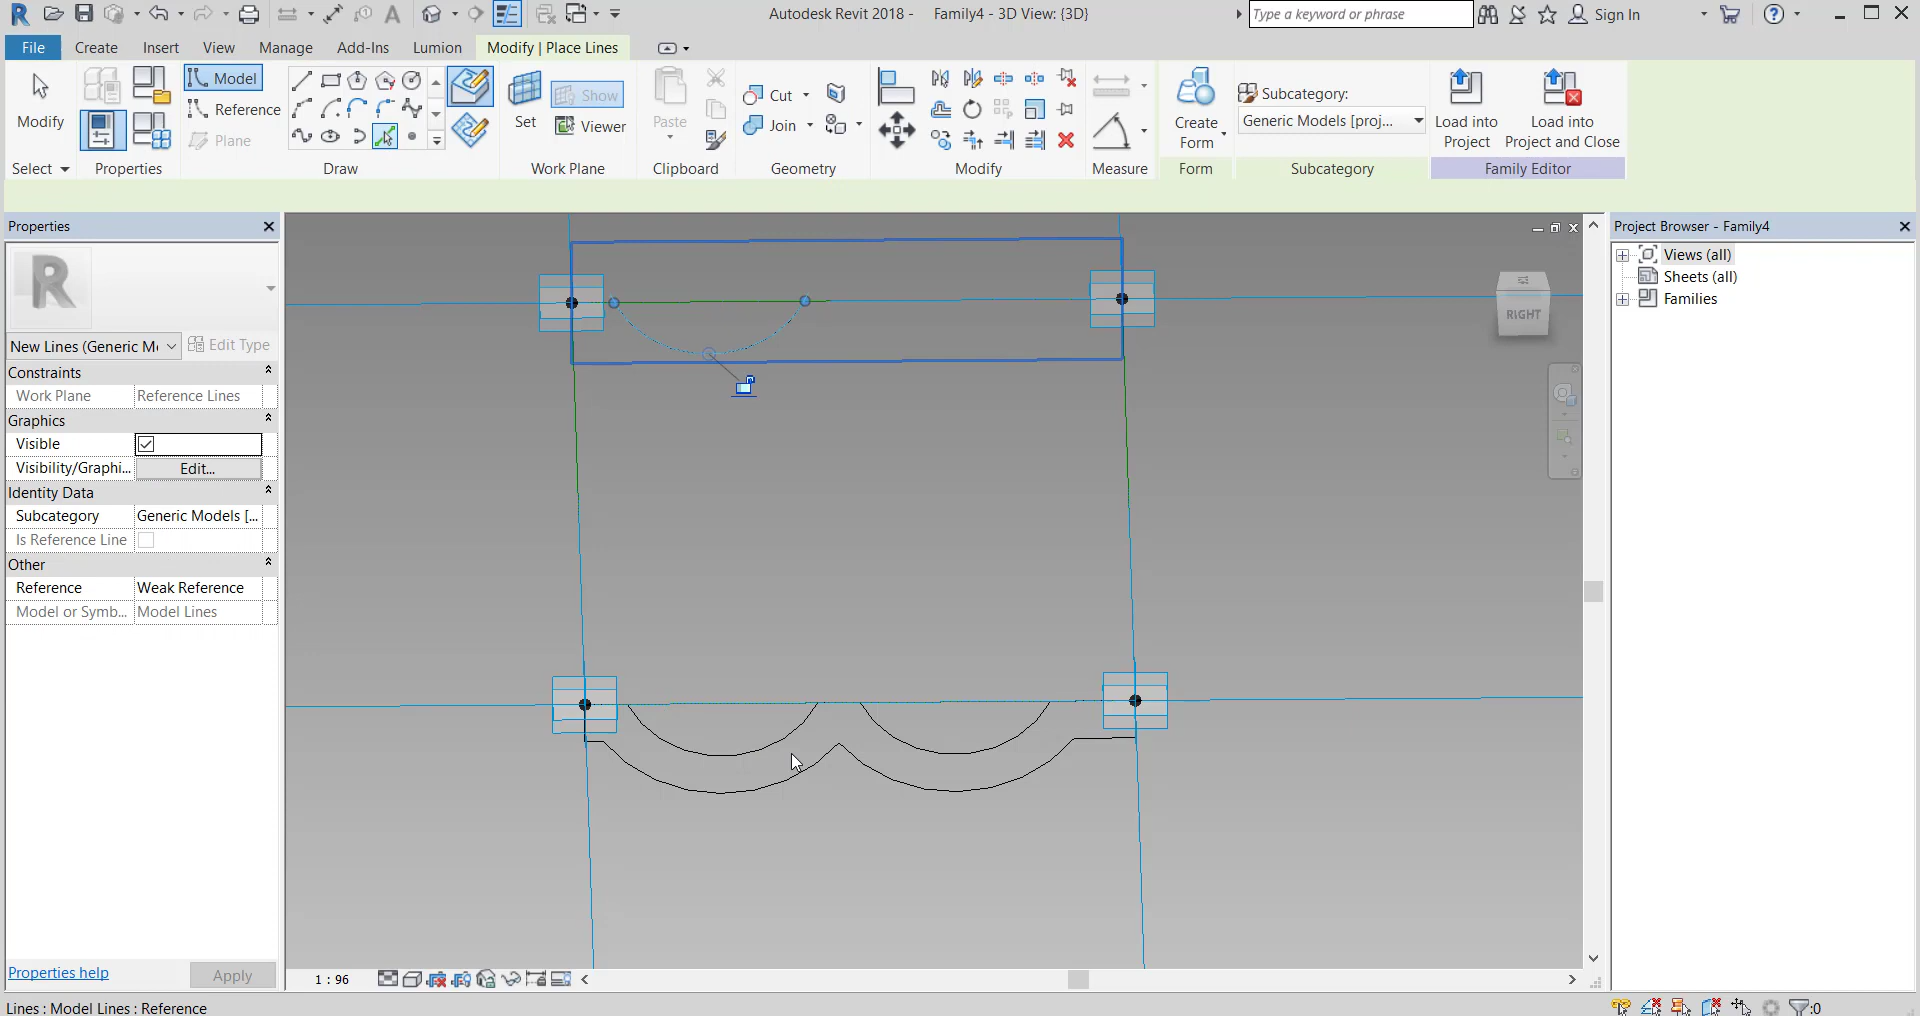 Autodesk Revit 2018 - Family4 - 3D View: {3D}
Type a keyword or phrase
Sign In
File Create Insert View Manage Add-Ins Lumion Modify | Place Lines
Modify
Model
Reference
Plane
Set
Show
Viewer
Paste
Cut
Join
Create Form
Subcategory:
Generic Models [proj...
Load into Project
Load into Project and Close
Select Properties Draw Work Plane Clipboard Geometry Modify Measure Form Subcategory Family Editor
Properties
New Lines (Generic M
Edit Type
Constraints
Work Plane Reference Lines
Graphics
Visible
Visibility/Graphi... Edit...
Identity Data
Subcategory Generic Models [...
Is Reference Line
Other
Reference Weak Reference
Model or Symb... Model Lines
Properties help
Apply
RIGHT
Project Browser - Family4
Views (all)
Sheets (all)
Families
1 : 96
Lines : Model Lines : Reference
:0